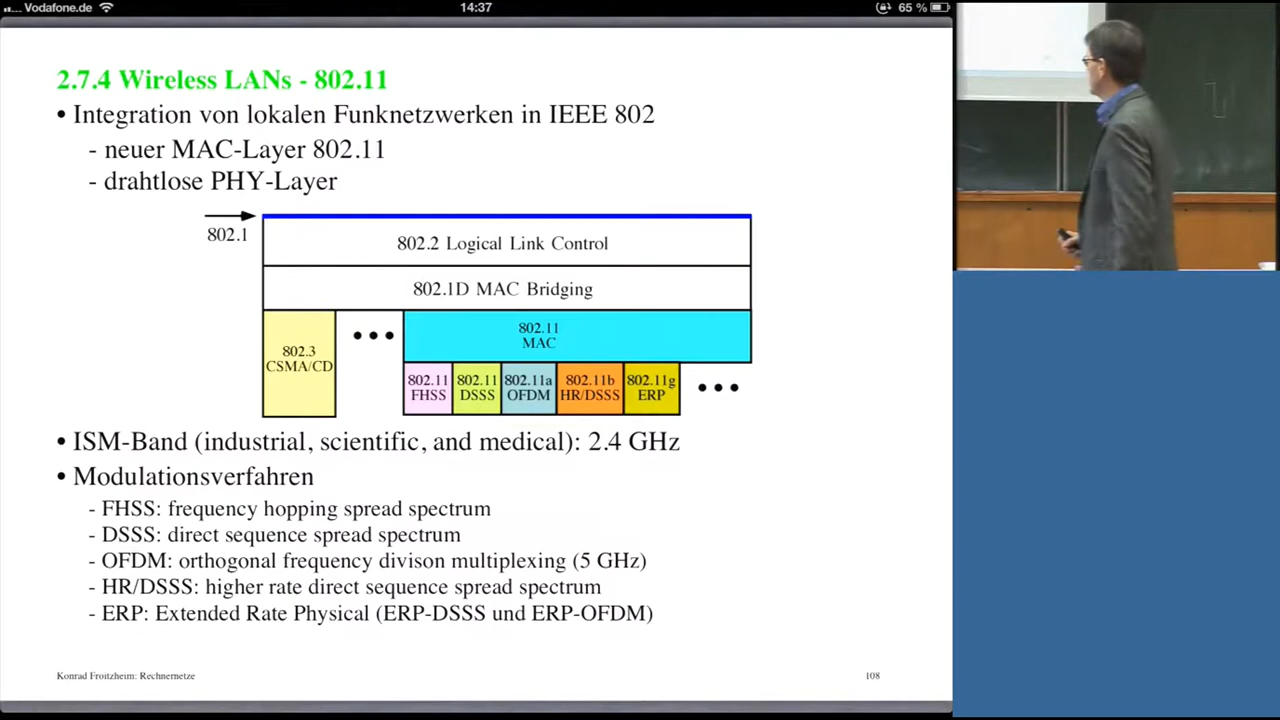 Vodafone.de 14:37 65 %
2.7.4 Wireless LANs - 802.11
• Integration von lokalen Funknetzwerken in IEEE 802
- neuer MAC-Layer 802.11
- drahtlose PHY-Layer
802.1
802.2 Logical Link Control
802.1D MAC Bridging
802.3
CSMA/CD
802.11
MAC
802.11
FHSS
802.11
DSSS
802.11a
OFDM
802.11b
HR/DSSS
802.11g
ERP
• ISM-Band (industrial, scientific, and medical): 2.4 GHz
• Modulationsverfahren
- FHSS: frequency hopping spread spectrum
- DSSS: direct sequence spread spectrum
- OFDM: orthogonal frequency divison multiplexing (5 GHz)
- HR/DSSS: higher rate direct sequence spread spectrum
- ERP: Extended Rate Physical (ERP-DSSS und ERP-OFDM)
Konrad Froitzheim: Rechnernetze 108